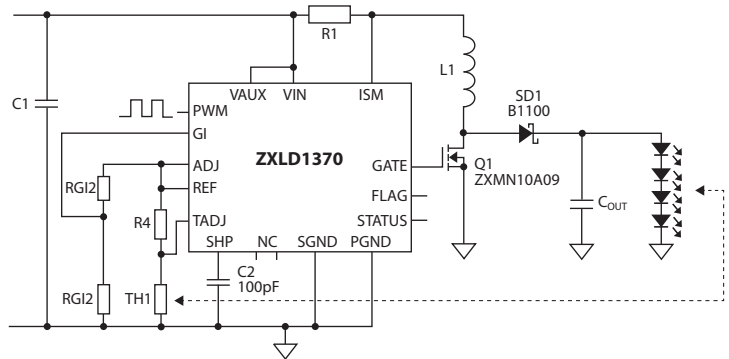 R1
L1
C1
VAUX VIN ISM
SD1
B1100
PWM
GI
ZXLD1370
ADJ
GATE
Q1
ZXMN10A09
RGI2
REF
FLAG
COUT
R4
TADJ
STATUS
SHP NC SGND PGND
C2
100pF
RGI2
TH1